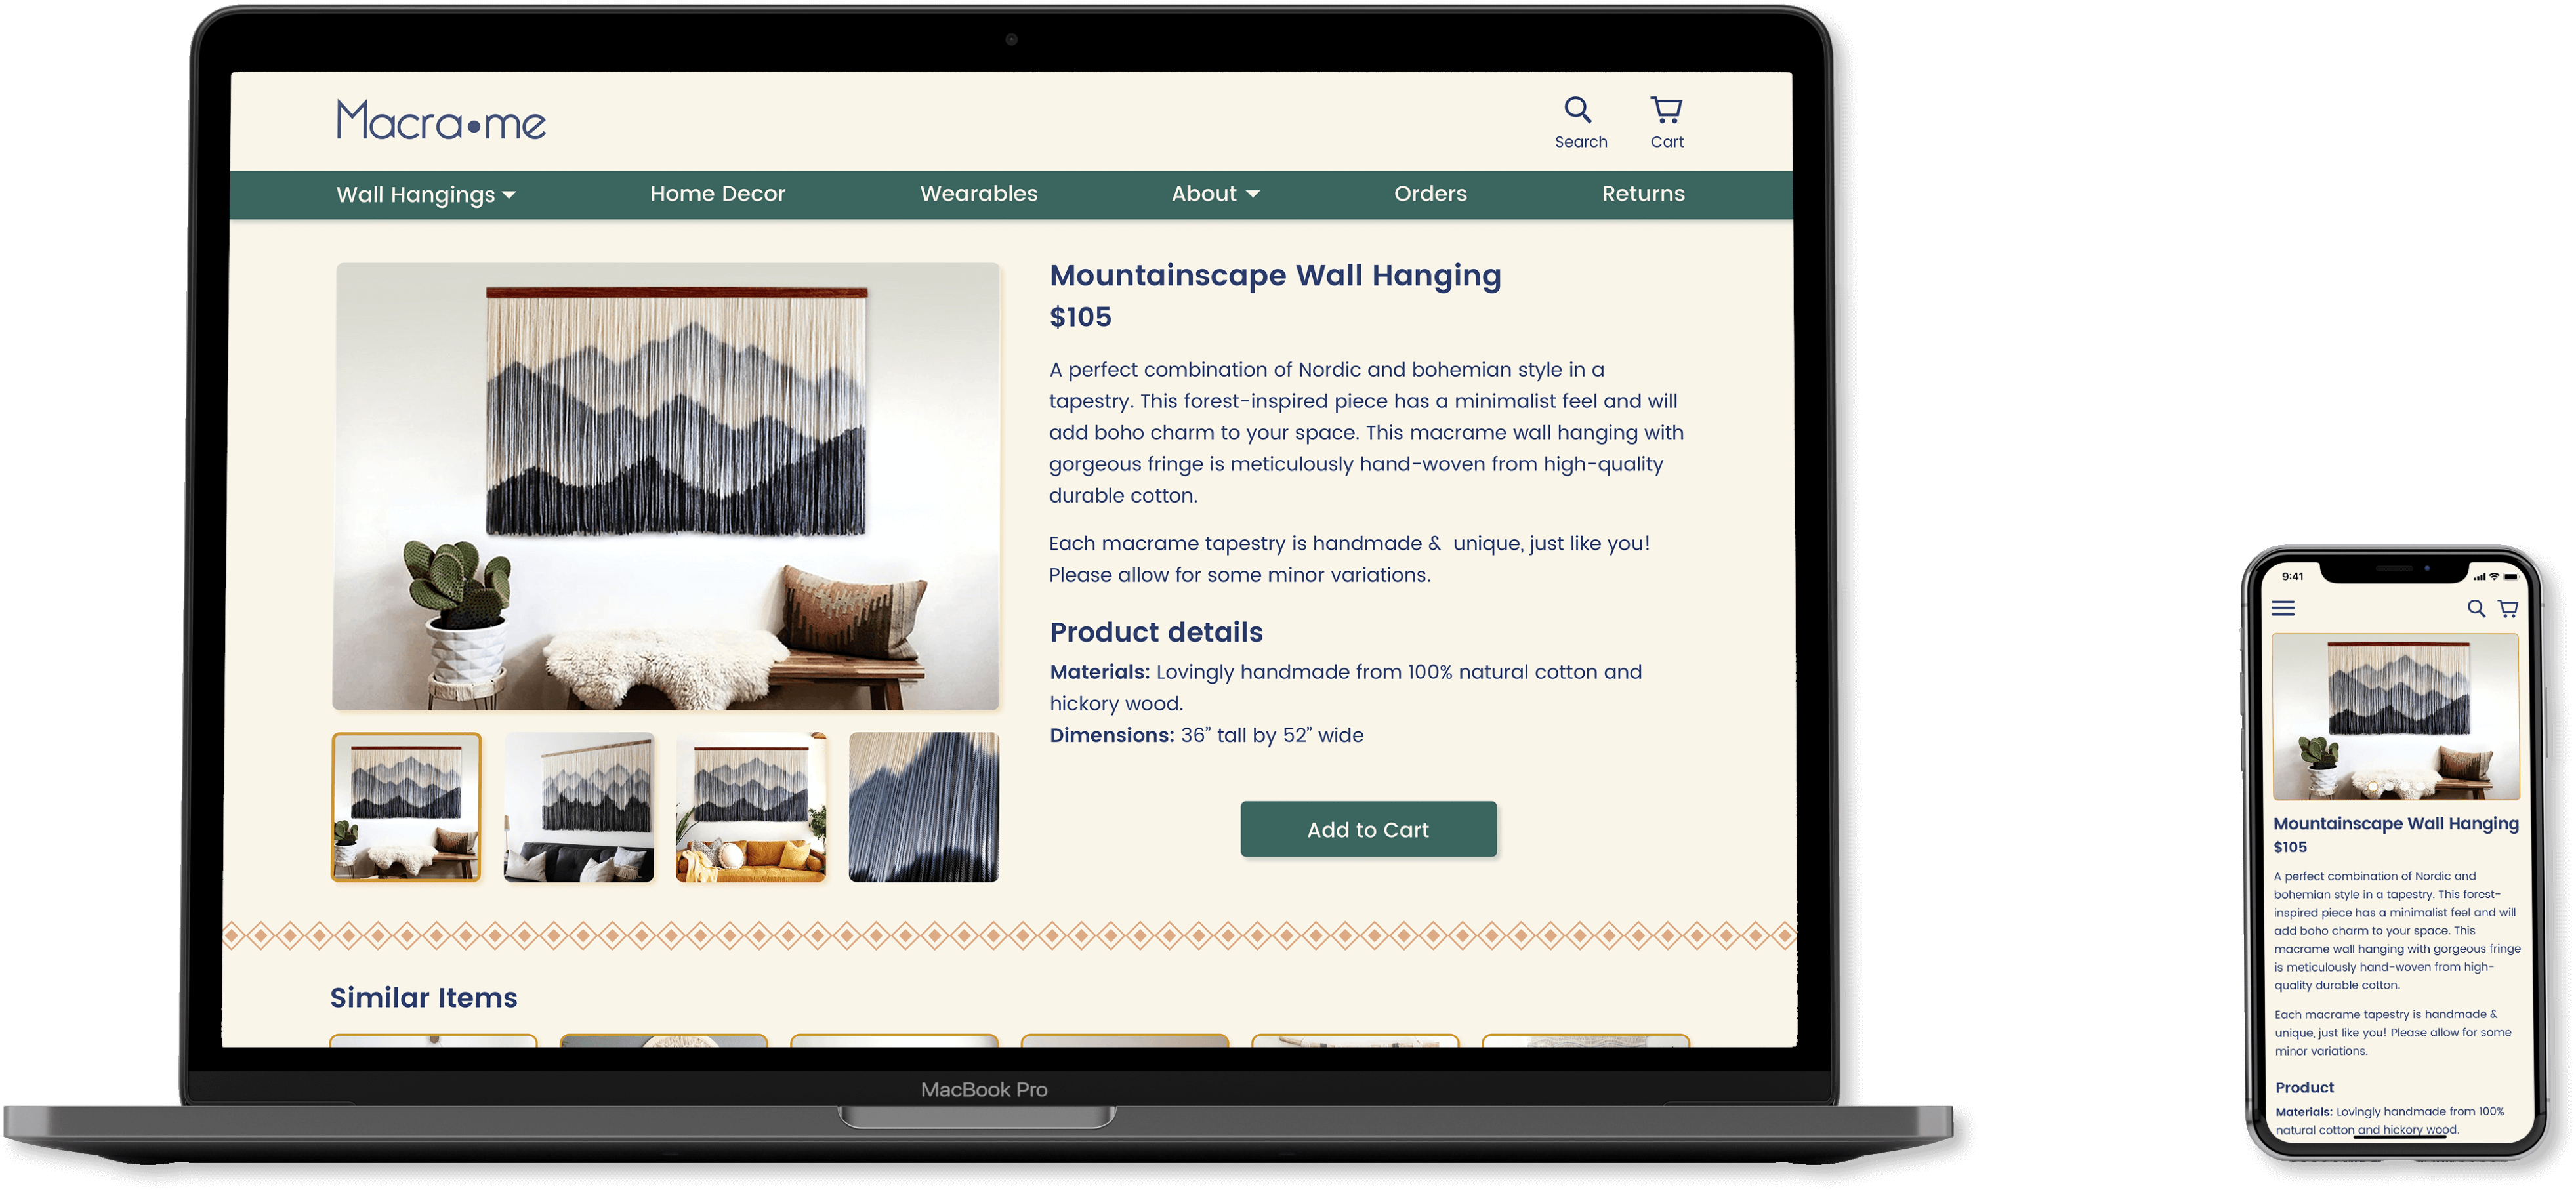 Macra•me
Search
Cart
Wall Hangings
Home Decor
Wearables
About
Orders
Returns
Mountainscape Wall Hanging
$105
A perfect combination of Nordic and bohemian style in a
tapestry. This forest-inspired piece has a minimalist feel and will
add boho charm to your space. This macrame wall hanging with
gorgeous fringe is meticulously hand-woven from high-quality
durable cotton.
Each macrame tapestry is handmade &  unique, just like you!
Please allow for some minor variations.
Product details
Materials: Lovingly handmade from 100% natural cotton and
hickory wood.
Dimensions: 36” tall by 52” wide
Add to Cart
Similar Items
MacBook Pro
9:41
Mountainscape Wall Hanging
$105
A perfect combination of Nordic and
bohemian style in a tapestry. This forest-
inspired piece has a minimalist feel and will
add boho charm to your space. This
macrame wall hanging with gorgeous fringe
is meticulously hand-woven from high-
quality durable cotton.
Each macrame tapestry is handmade &
unique, just like you! Please allow for some
minor variations.
Product
Materials: Lovingly handmade from 100%
natural cotton and hickory wood.